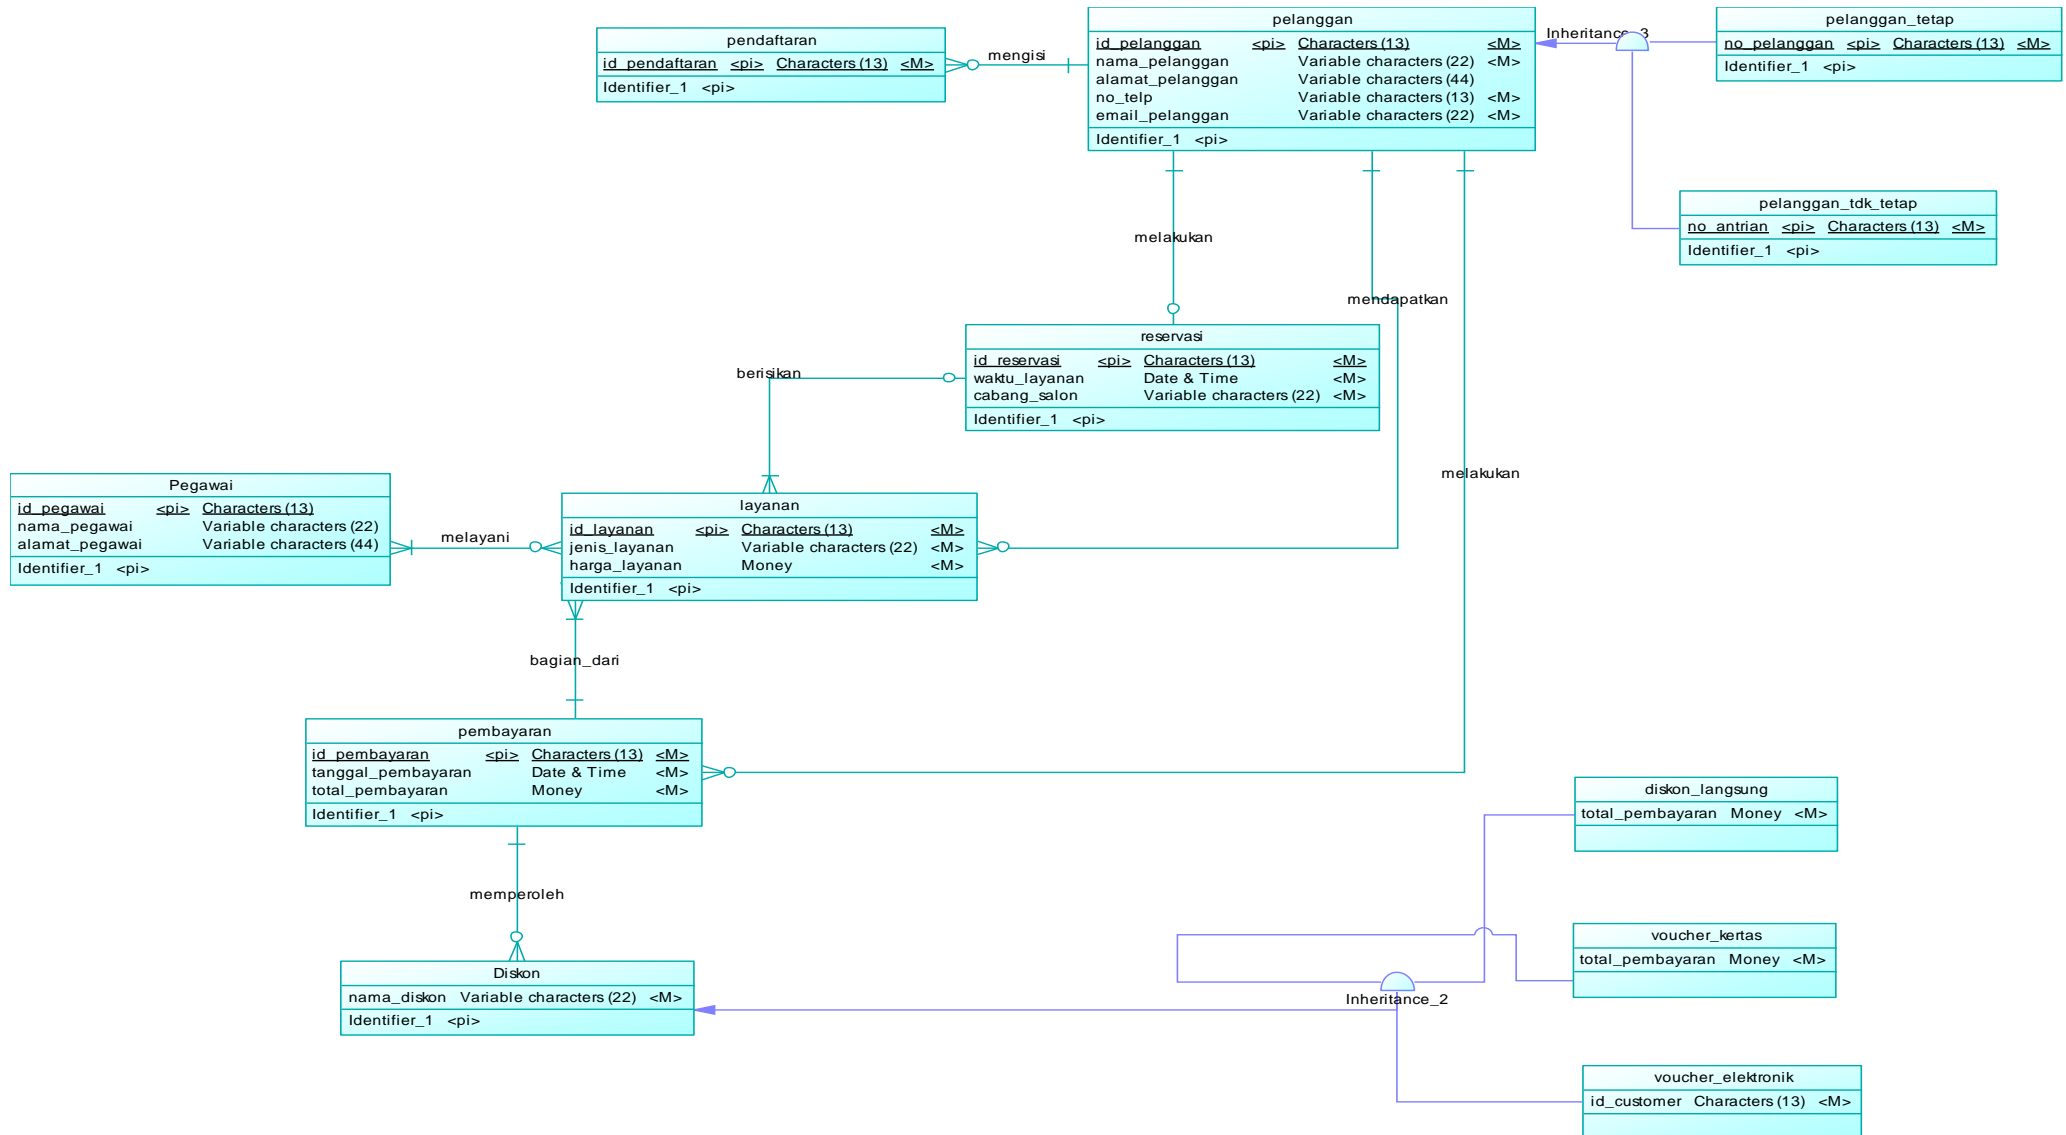 pendaftaran
id_pendaftaran <pi> Characters (13) <M>
Identifier_1 <pi>
mengisi
pelanggan
id_pelanggan <pi> Characters (13) <M>
nama_pelanggan Variable characters (22) <M>
alamat_pelanggan Variable characters (44)
no_telp Variable characters (13) <M>
email_pelanggan Variable characters (22) <M>
Identifier_1 <pi>
Inheritance_3
pelanggan_tetap
no_pelanggan <pi> Characters (13) <M>
Identifier_1 <pi>
pelanggan_tdk_tetap
no_antrian <pi> Characters (13) <M>
Identifier_1 <pi>
melakukan
mendapatkan
reservasi
id_reservasi <pi> Characters (13) <M>
waktu_layanan Date & Time <M>
cabang_salon Variable characters (22) <M>
Identifier_1 <pi>
berisikan
melakukan
Pegawai
id_pegawai <pi> Characters (13)
nama_pegawai Variable characters (22)
alamat_pegawai Variable characters (44)
Identifier_1 <pi>
melayani
layanan
id_layanan <pi> Characters (13) <M>
jenis_layanan Variable characters (22) <M>
harga_layanan Money <M>
Identifier_1 <pi>
bagian_dari
pembayaran
id_pembayaran <pi> Characters (13) <M>
tanggal_pembayaran Date & Time <M>
total_pembayaran Money <M>
Identifier_1 <pi>
memperoleh
diskon_langsung
total_pembayaran Money <M>
voucher_kertas
total_pembayaran Money <M>
Diskon
nama_diskon Variable characters (22) <M>
Identifier_1 <pi>
Inheritance_2
voucher_elektronik
id_customer Characters (13) <M>